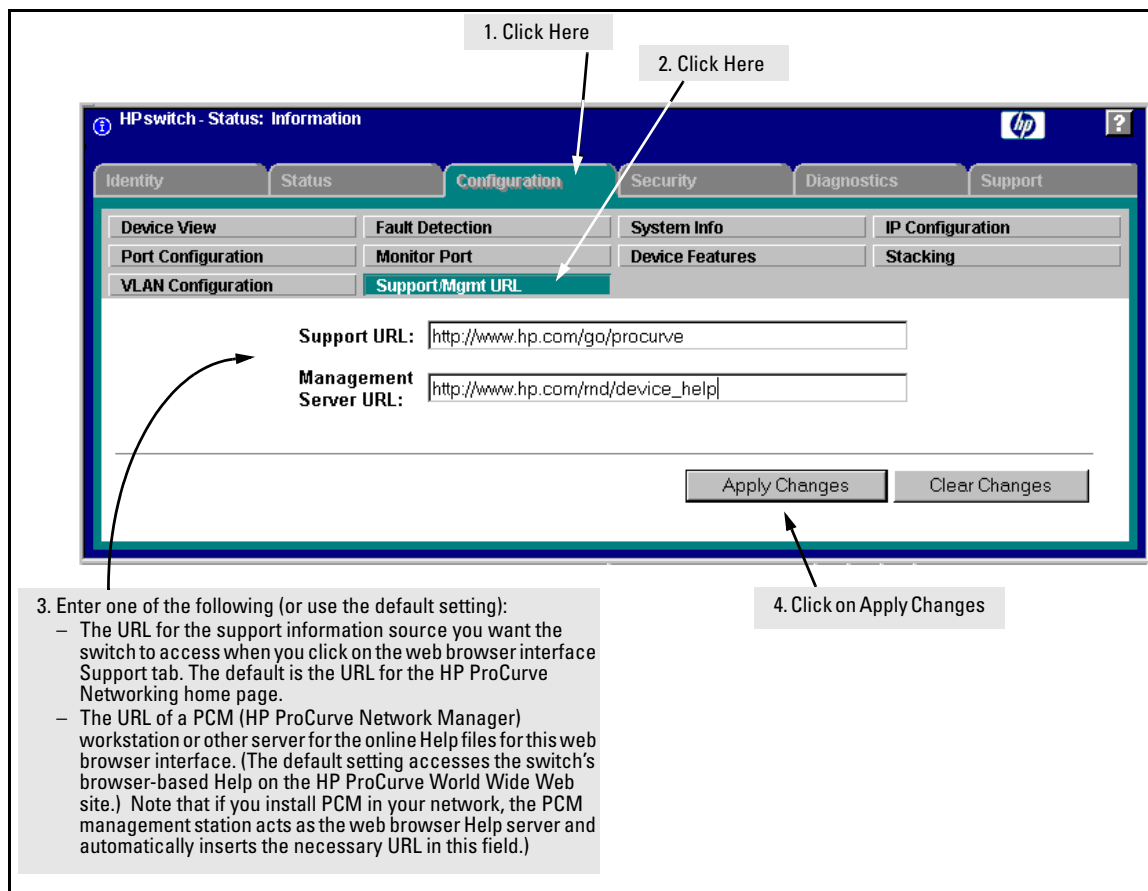 1. Click Here
2. Click Here
HPswitch - Status: Information
hp
?
Identity Status Configuration Security Diagnostics Support
Device View Fault Detection System Info IP Configuration
Port Configuration Monitor Port Device Features Stacking
VLAN Configuration Support/Mgmt URL
Support URL: http://www.hp.com/go/procurve
Management
Server URL: http://www.hp.com/rnd/device_help
Apply Changes Clear Changes
3. Enter one of the following (or use the default setting):
– The URL for the support information source you want the
switch to access when you click on the web browser interface
Support tab. The default is the URL for the HP ProCurve
Networking home page.
– The URL of a PCM (HP ProCurve Network Manager)
workstation or other server for the online Help files for this web
browser interface. (The default setting accesses the switch's
browser-based Help on the HP ProCurve World Wide Web
site.) Note that if you install PCM in your network, the PCM
management station acts as the web browser Help server and
automatically inserts the necessary URL in this field.)
4. Click on Apply Changes